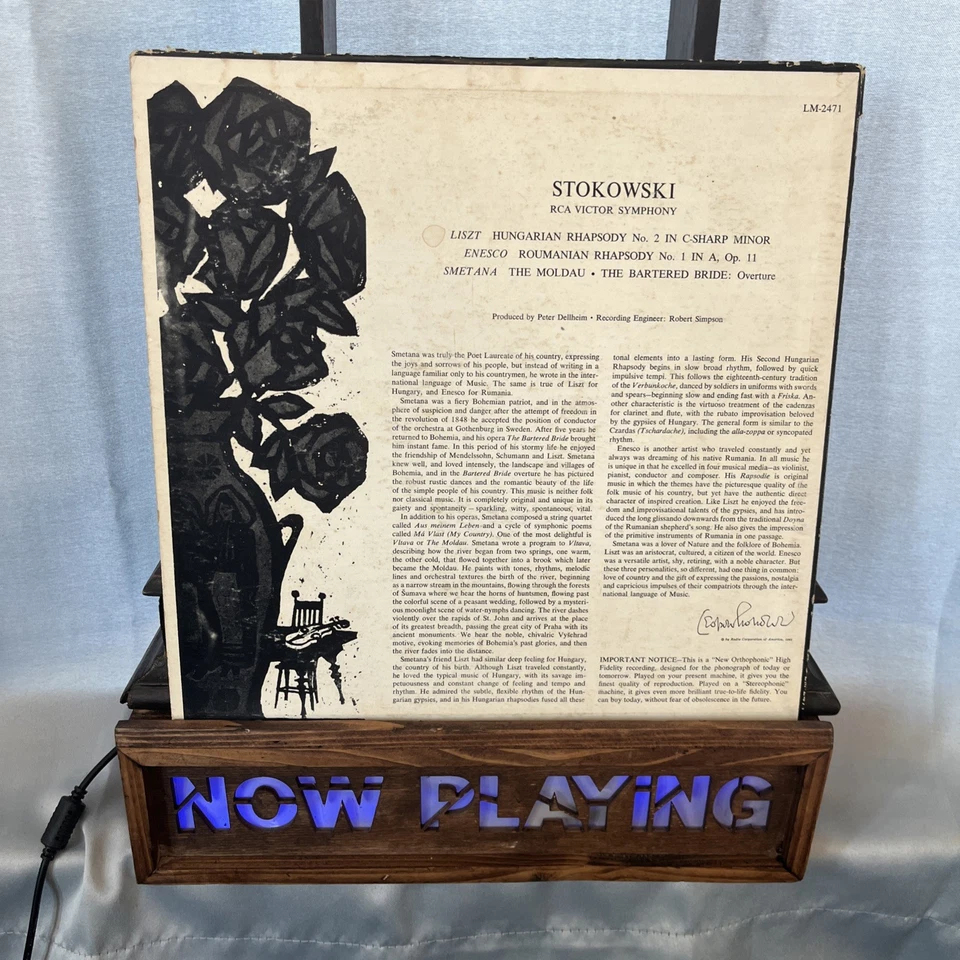 LM-2471
STOKOWSKI
RCA VICTOR SYMPHONY
LISZT HUNGARIAN RHAPSODY No. 2 IN C-SHARP MINOR
ENESCO ROUMANIAN RHAPSODY No. 1 IN A, Op. 11
SMETANA THE MOLDAU • THE BARTERED BRIDE: Overture
Produced by Peter Dellheim • Recording Engineer: Robert Simpson
Smetana was truly the Poet Laureate of his country, expressing
the joys and sorrows of his people, but instead of writing in a
language familiar only to his countrymen, he wrote in the inter-
national language of Music. The same is true of Liszt for
Hungary, and Enesco for Rumania.
Smetana was a fiery Bohemian patriot, and in the atmos-
phere of suspicion and danger after the attempt of freedom in
the revolution of 1848 he accepted the position of conductor
of the orchestra at Gothenburg in Sweden. After five years he
returned to Bohemia, and his opera The Bartered Bride brought
him instant fame. In this period of his stormy life he enjoyed
the friendship of Mendelssohn, Schumann and Liszt. Smetana
knew well, and loved intensely, the landscape and villages of
Bohemia, and in the Bartered Bride overture he has pictured
the robust rustic dances and the romantic beauty of the life
of the simple people of his country. This music is neither folk
nor classical music. It is completely original and unique in its
gaiety and spontaneity – sparkling, witty, spontaneous, vital.
In addition to his operas, Smetana composed a string quartet
called Aus meinem Leben and a cycle of symphonic poems
called Má Vlast (My Country). One of the most delightful is
Vltava or The Moldau. Smetana wrote a program to Vltava,
describing how the river began from two springs, one warm,
the other cold, that flowed together into a brook which later
became the Moldau. He paints with tones, rhythms, melodic
lines and orchestral textures the birth of the river, beginning
as a narrow stream in the mountains, flowing through the forests
of Šumava where we hear the horns of huntsmen, flowing past
the colorful scene of a peasant wedding, followed by a mysteri-
ous moonlight scene of water-nymphs dancing. The river dashes
violently over the rapids of St. John and arrives at the place
of its greatest breadth, passing the great city of Praha with its
ancient monuments. We hear the noble, chivalric Vyšehrad
motive, evoking memories of Bohemia's past glories, and then
the river fades into the distance.
Smetana's friend Liszt had similar deep feeling for Hungary,
the country of his birth. Although Liszt traveled constantly,
he loved the typical music of Hungary, with its savage im-
petuousness and constant change of feeling and tempo and
rhythm. He admired the subtle, flexible rhythm of the Hun-
garian gypsies, and in his Hungarian rhapsodies fused all these
tonal elements into a lasting form. His Second Hungarian
Rhapsody begins in slow broad rhythm, followed by quick
impulsive tempi. This follows the eighteenth-century tradition
of the Verbunkoche, danced by soldiers in uniforms with swords
and spears—beginning slow and ending fast with a Friska. An-
other characteristic is the virtuoso treatment of the cadenzas
for clarinet and flute, with the rubato improvisation beloved
by the gypsies of Hungary. The general form is similar to the
Czardas (Tschardache), including the alla-zoppa or syncopated
rhythm.
Enesco is another artist who traveled constantly and yet
always was dreaming of his native Rumania. In all music he
is unique in that he excelled in four musical media—as violinist,
pianist, conductor and composer. His Rapsodie is original
music in which the themes have the picturesque quality of the
folk music of his country, but yet have the authentic direct
character of inspired creation. Like Liszt he enjoyed the free-
dom and improvisational talents of the gypsies, and has intro-
duced the long glissando downwards from the traditional Doyna
of the Rumanian shepherd's song. He also gives the impression
of the primitive instruments of Rumania in one passage.
Smetana was a lover of Nature and the folklore of Bohemia.
Liszt was an aristocrat, cultured, a citizen of the world. Enesco
was a versatile artist, shy, retiring, with a noble character. But
these three personalities, so different, had one thing in common:
love of country and the gift of expressing the passions, nostalgia
and capricious impulses of their compatriots through the inter-
national language of Music.
© by Radio Corporation of America
IMPORTANT NOTICE—This is a "New Orthophonic" High
Fidelity recording, designed for the phonograph of today or
tomorrow. Played on your present machine, it gives you the
finest quality of reproduction. Played on a "Stereophonic"
machine, it gives even more brilliant true-to-life fidelity. You
can buy today, without fear of obsolescence in the future.
NOW PLAYiNG